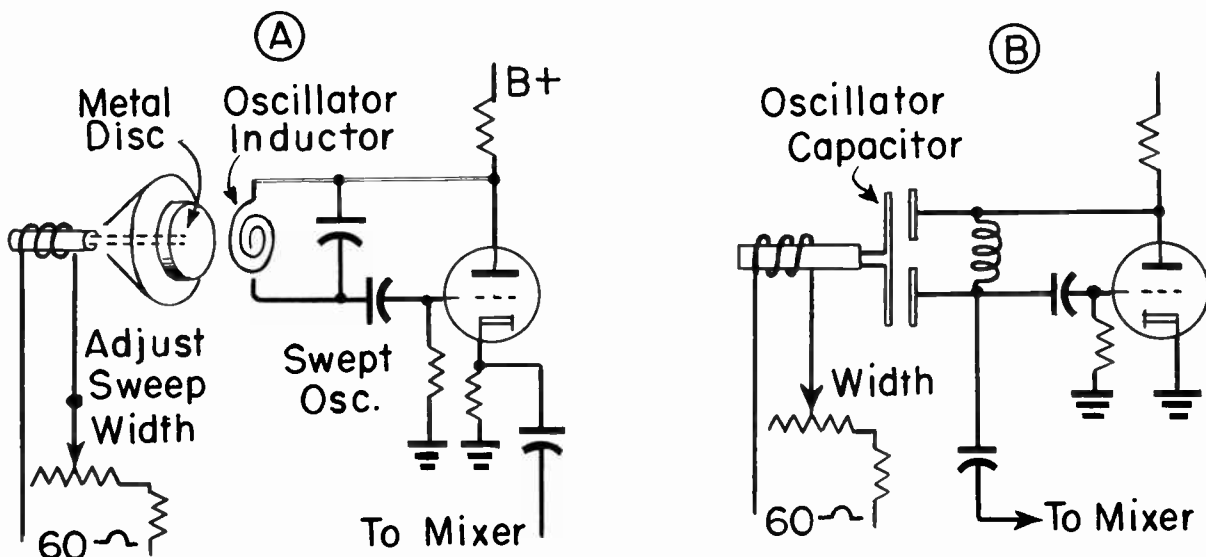 A
Metal
Disc
Oscillator
Inductor
B+
Adjust
Sweep
Width
Swept
Osc.
60~
To Mixer
B
Oscillator
Capacitor
Width
60~
To Mixer